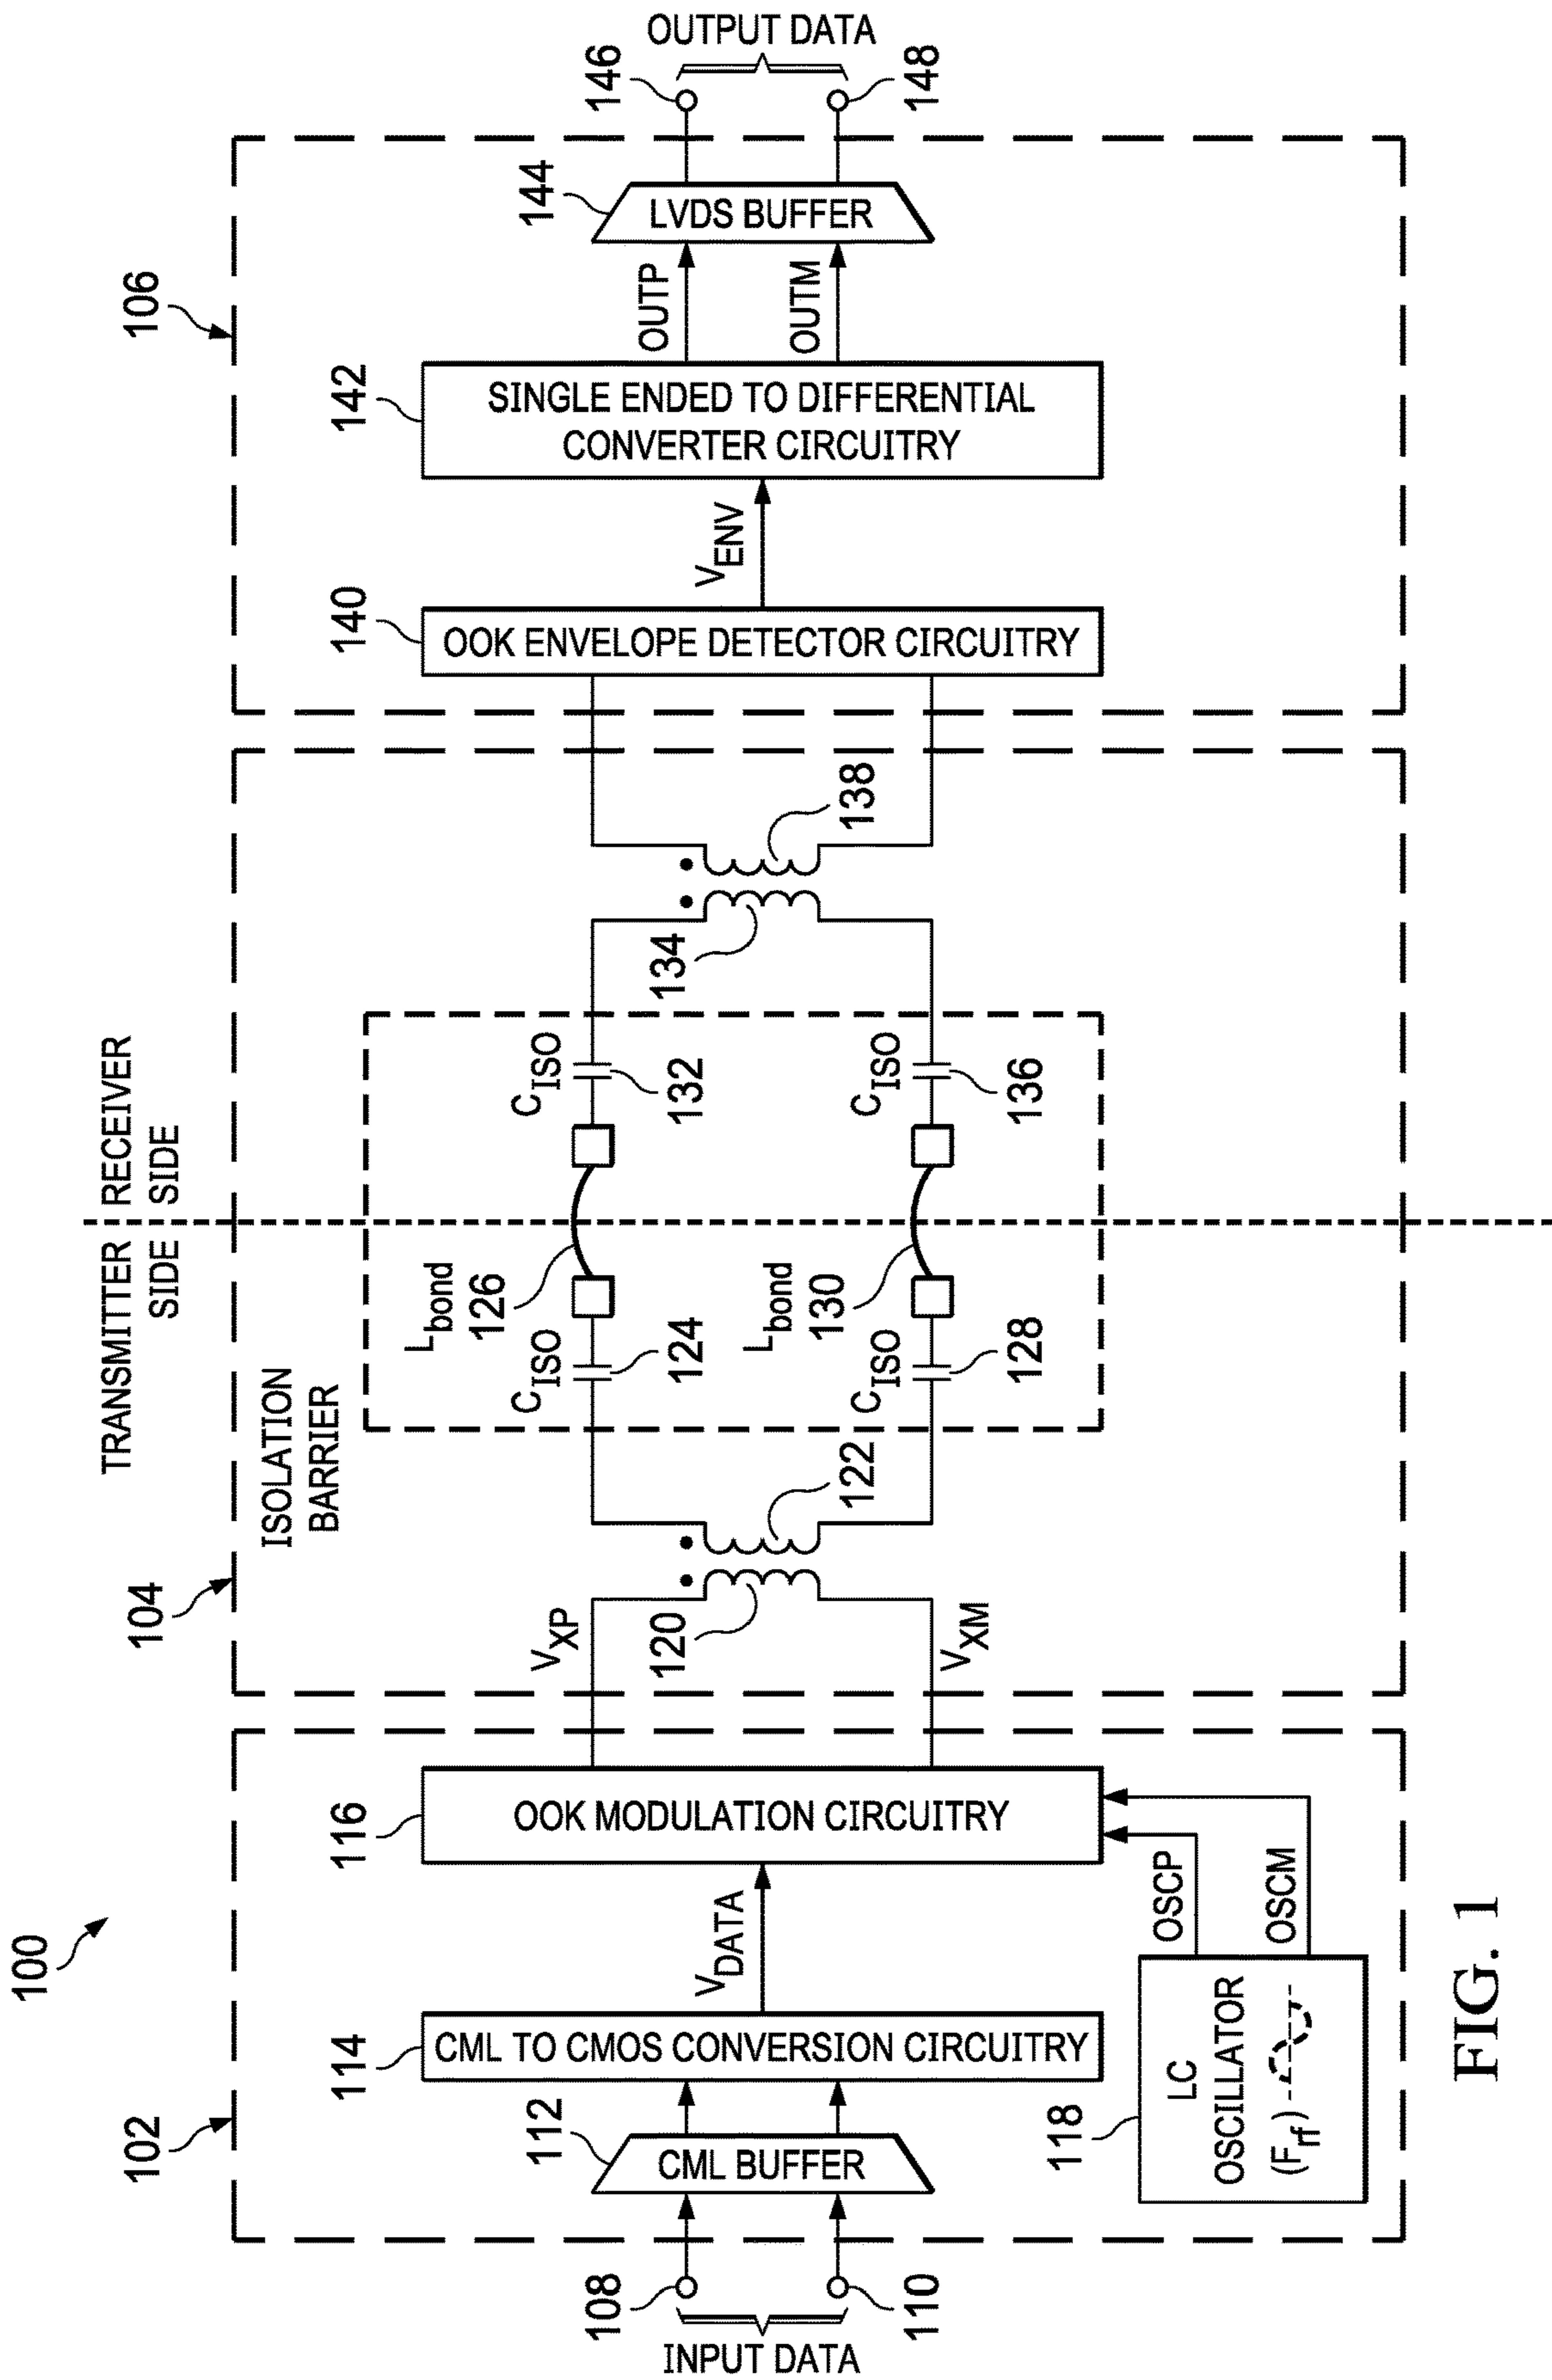 100
TRANSMITTER SIDE
RECEIVER SIDE
102
104
106
ISOLATION
BARRIER
INPUT DATA
108
110
112
CML BUFFER
114
CML TO CMOS CONVERSION CIRCUITRY
VDATA
116
OOK MODULATION CIRCUITRY
118
LC
OSCILLATOR
(Frf)
OSCP
OSCM
VXP
VXM
120
122
CISO
124
Lbond
126
CISO
132
CISO
128
Lbond
130
CISO
136
134
138
140
OOK ENVELOPE DETECTOR CIRCUITRY
VENV
142
SINGLE ENDED TO DIFFERENTIAL
CONVERTER CIRCUITRY
OUTP
OUTM
144
LVDS BUFFER
146
148
OUTPUT DATA
FIG. 1